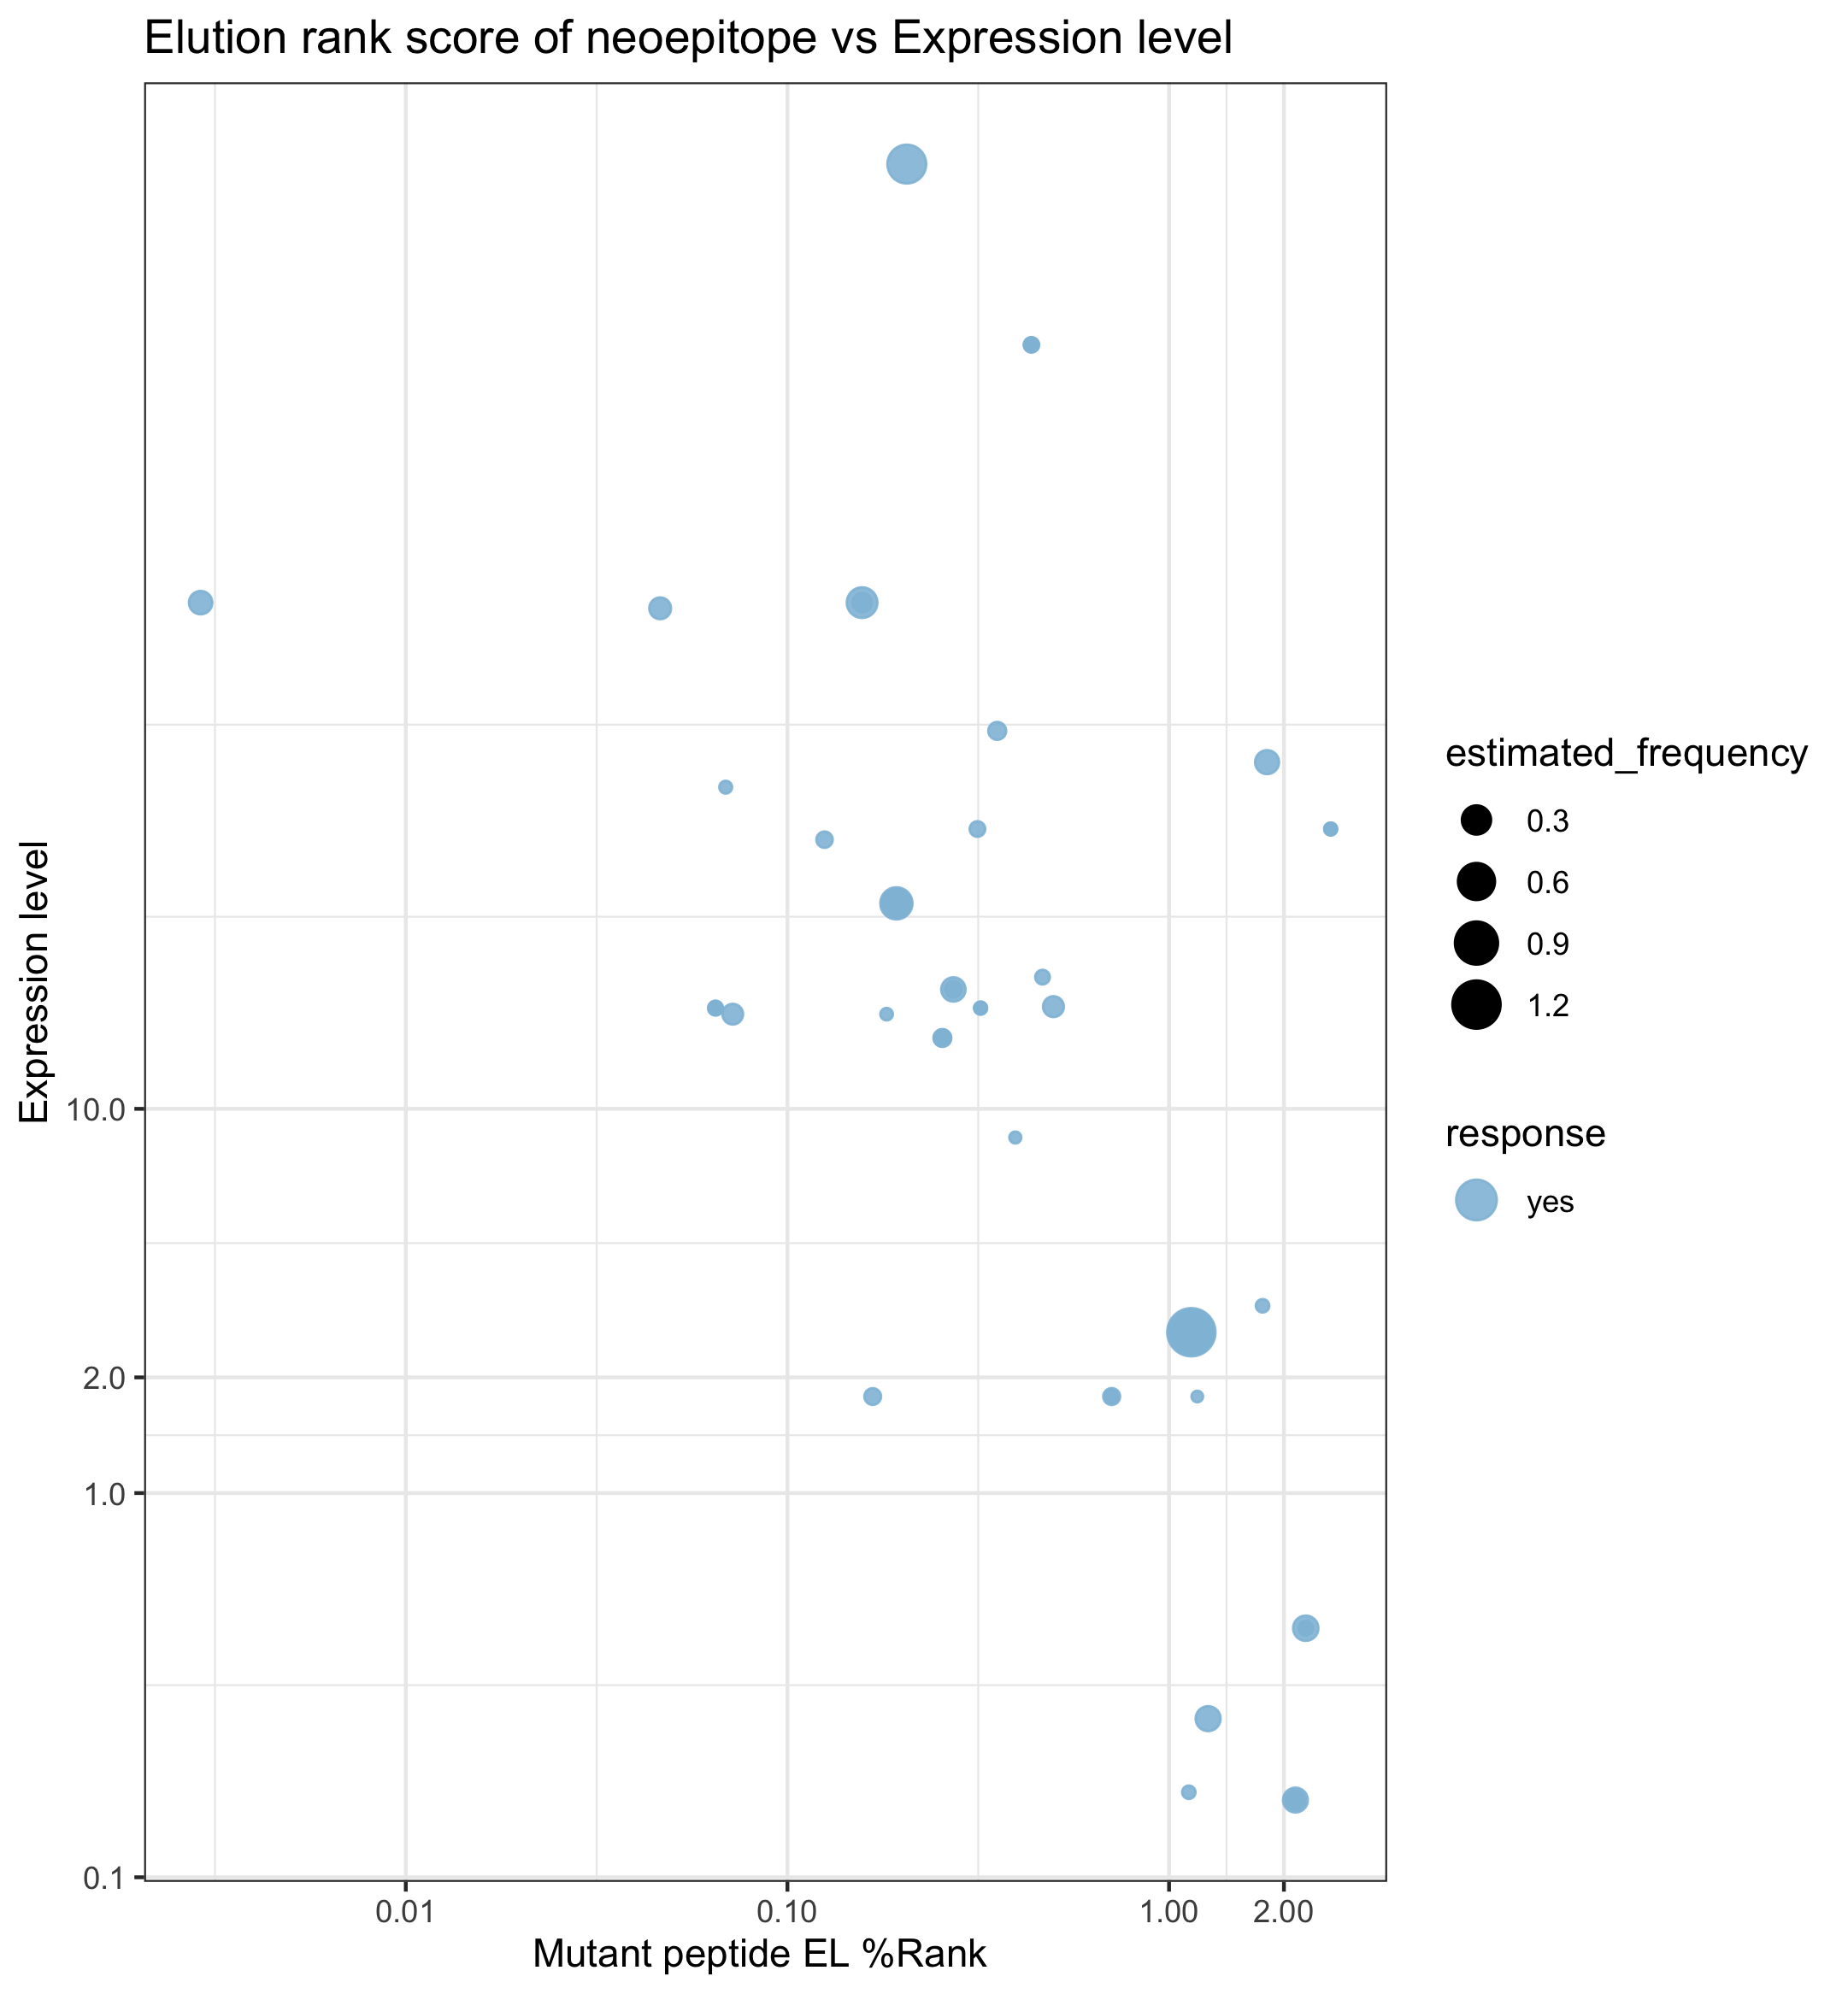 Elution rank score of neoepitope vs Expression level
Expression level
10.0
2.0
1.0
0.1
0.01
0.10
1.00
2.00
Mutant peptide EL %Rank
estimated_frequency
0.3
0.6
0.9
1.2
response
yes